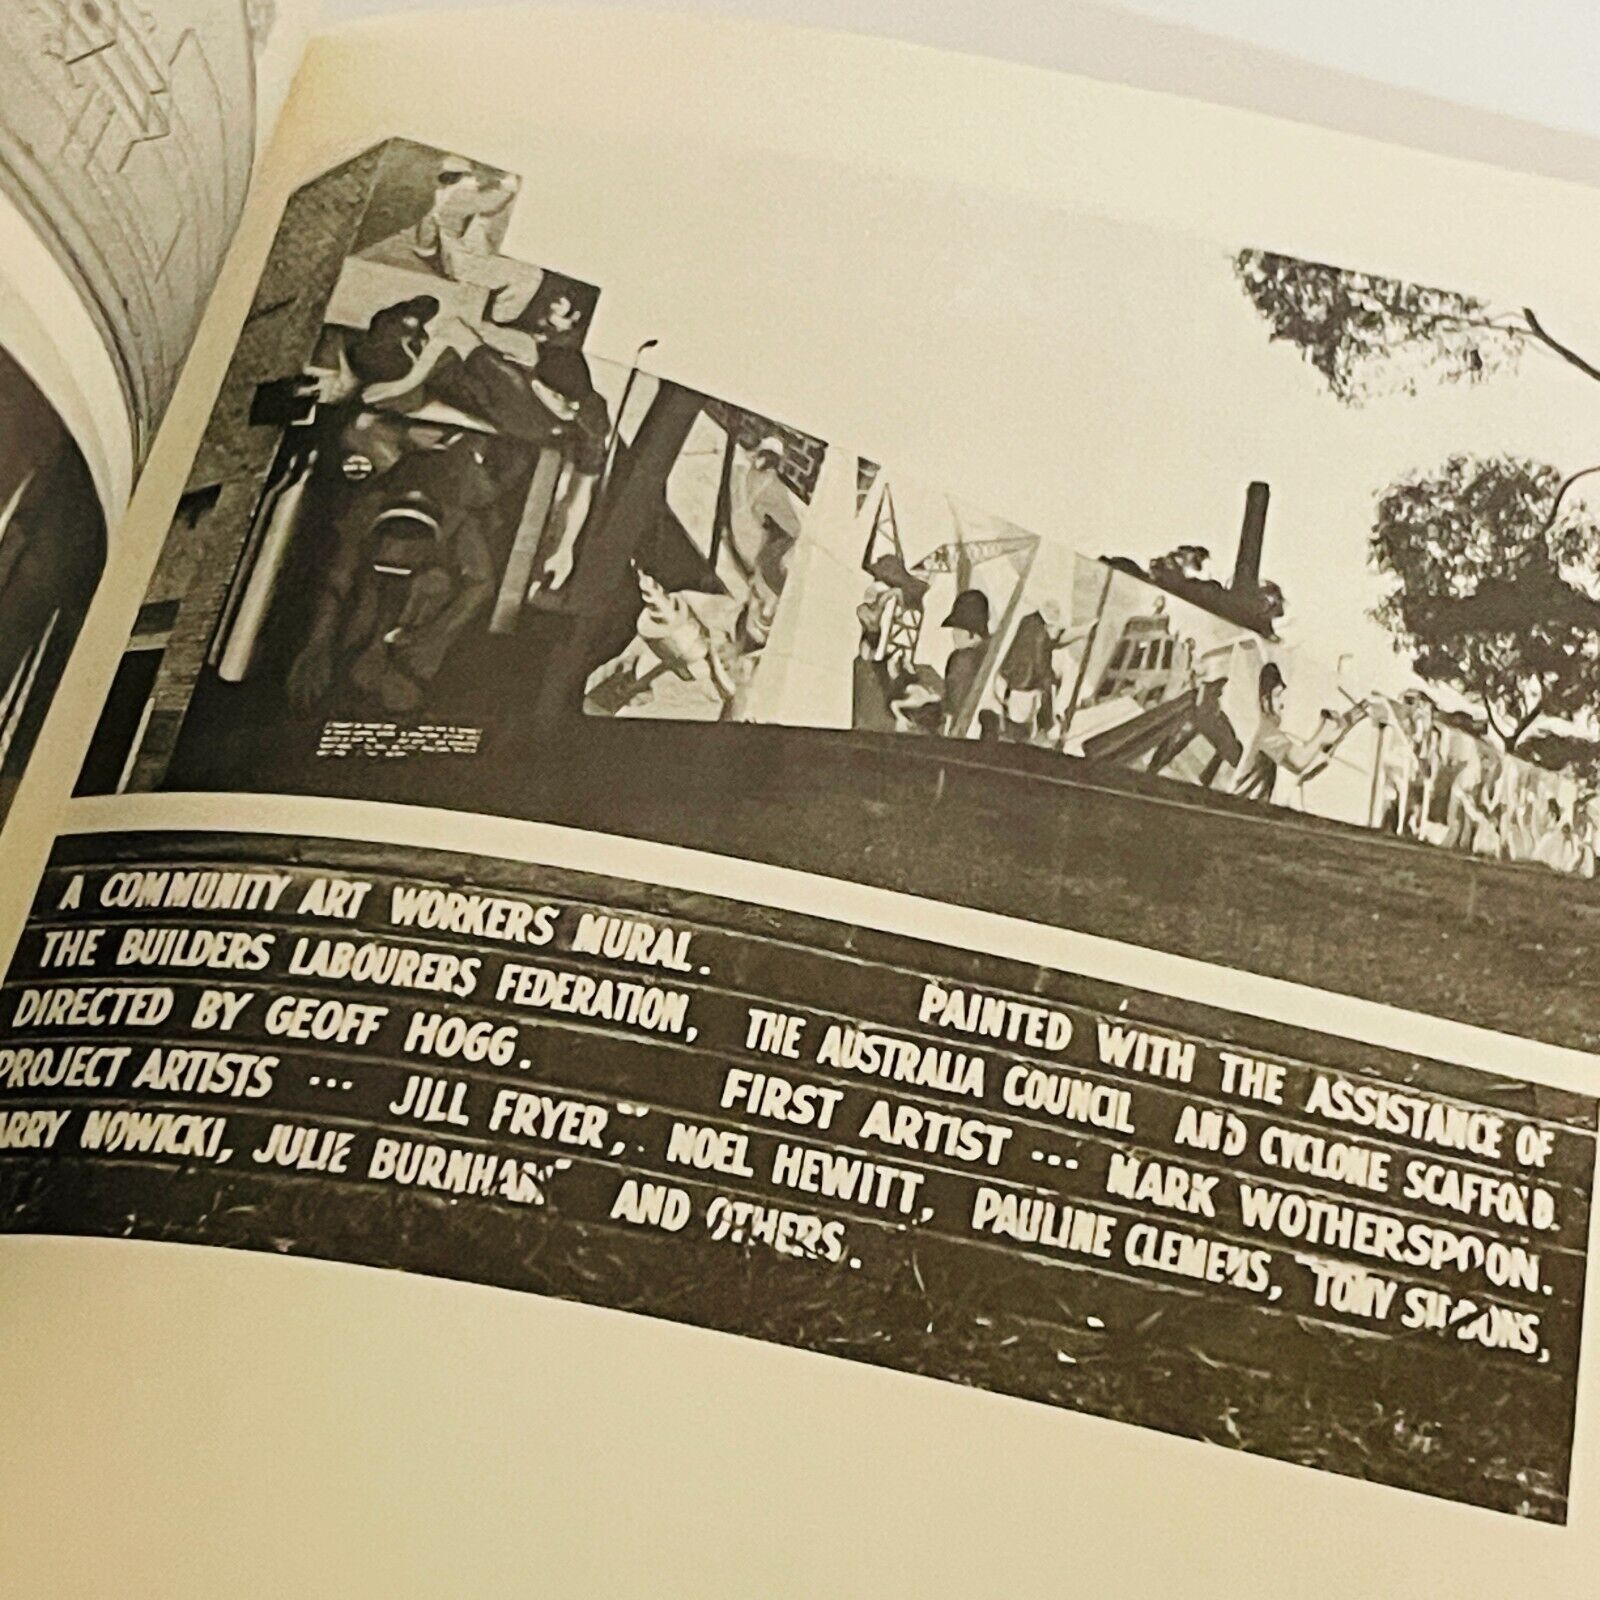 A COMMUNITY ART WORKERS MURAL. PAINTED WITH THE ASSISTANCE OF
THE BUILDERS LABOURERS FEDERATION, THE AUSTRALIA COUNCIL AND CYCLONE SCAFFOLD.
DIRECTED BY GEOFF HOGG. FIRST ARTIST ... MARK WOTHERSPOON.
PROJECT ARTISTS ... JILL FRYER, NOEL HEWITT, PAULINE CLEMENS, TONY
NOWICKI, JULIE BURNHAM AND OTHERS.